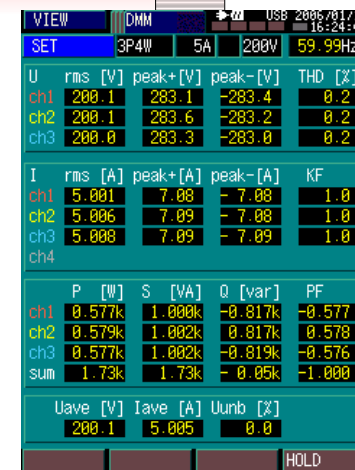 VIEW DMM USB 2006/01/
16:24:
SET 3P4W 5A 200V 59.99Hz
U rms [V] peak+[V] peak-[V] THD [%]
ch1 200.1 283.1 -283.4 0.2
ch2 200.1 283.6 -283.2 0.2
ch3 200.0 283.3 -283.0 0.2
I rms [A] peak+[A] peak-[A] KF
ch1 5.001 7.08 - 7.08 1.0
ch2 5.006 7.09 - 7.08 1.0
ch3 5.008 7.09 - 7.09 1.0
ch4
P [W] S [VA] Q [var] PF
ch1 0.577k 1.000k -0.817k -0.577
ch2 0.579k 1.002k 0.817k 0.578
ch3 0.577k 1.002k -0.819k -0.576
sum 1.73k 1.73k - 0.05k -1.000
Uave [V] Iave [A] Uunb [%]
200.1 5.005 0.0
HOLD